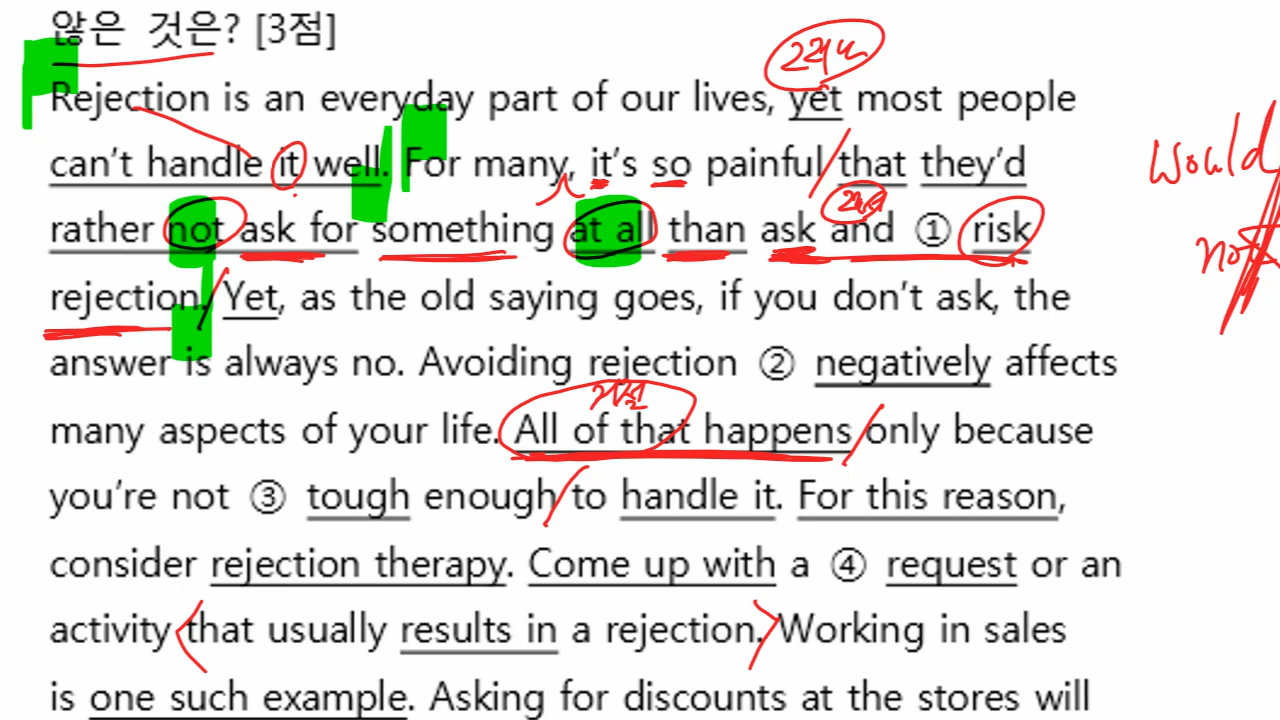 않은 것은? [3점]
Rejection is an everyday part of our lives, yet most people
can't handle it well. For many, it's so painful that they'd
rather not ask for something at all than ask and ① risk
rejection. Yet, as the old saying goes, if you don't ask, the
answer is always no. Avoiding rejection ② negatively affects
many aspects of your life. All of that happens only because
you're not ③ tough enough to handle it. For this reason,
consider rejection therapy. Come up with a ④ request or an
activity that usually results in a rejection. Working in sales
is one such example. Asking for discounts at the stores will
Would
not